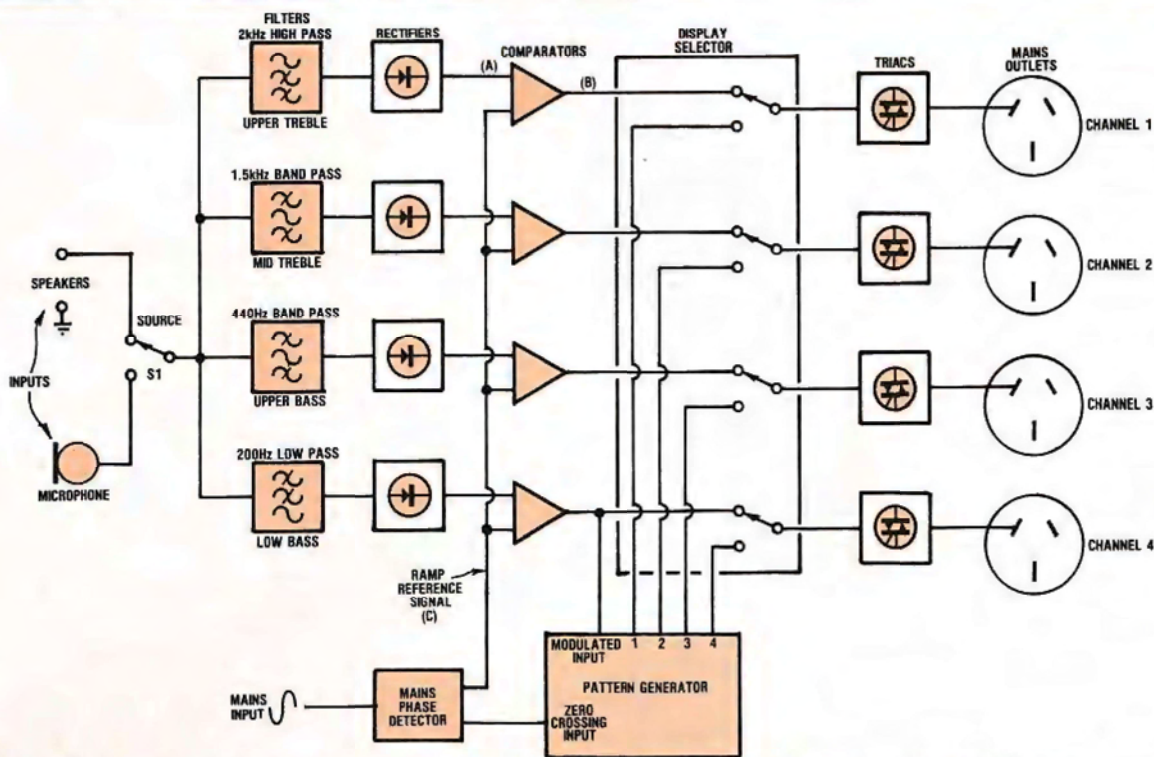 FILTERS
2kHz HIGH PASS
RECTIFIERS
COMPARATORS
DISPLAY
SELECTOR
TRIACS
MAINS
OUTLETS
(A)
(B)
UPPER TREBLE
CHANNEL 1
1.5kHz BAND PASS
MID TREBLE
CHANNEL 2
SPEAKERS
SOURCE
S1
INPUTS
MICROPHONE
440Hz BAND PASS
UPPER BASS
CHANNEL 3
200Hz LOW PASS
LOW BASS
CHANNEL 4
RAMP
REFERENCE
SIGNAL
(C)
MODULATED
INPUT
1 2 3 4
PATTERN GENERATOR
ZERO
CROSSING
INPUT
MAINS
INPUT
MAINS
PHASE
DETECTOR